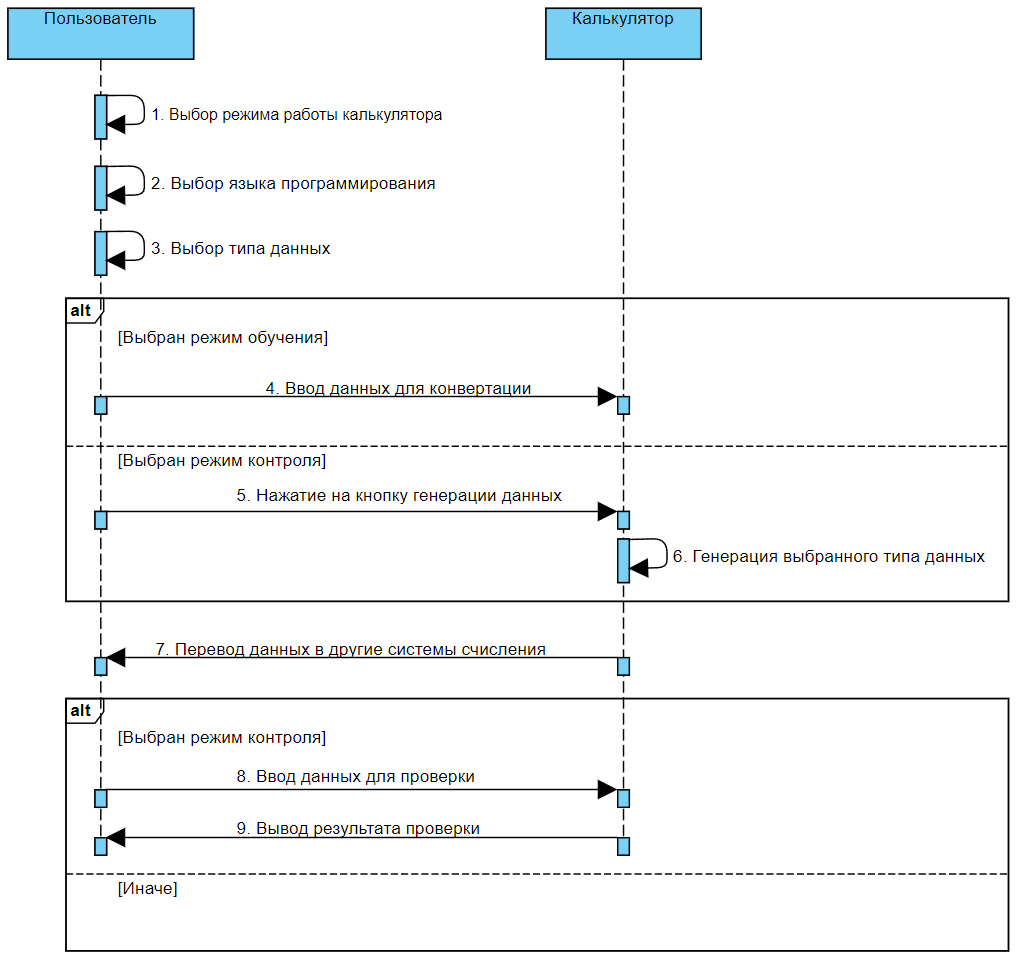 Пользователь
Калькулятор
1. Выбор режима работы калькулятора
2. Выбор языка программирования
3. Выбор типа данных
alt
[Выбран режим обучения]
4. Ввод данных для конвертации
[Выбран режим контроля]
5. Нажатие на кнопку генерации данных
6. Генерация выбранного типа данных
7. Перевод данных в другие системы счисления
alt
[Выбран режим контроля]
8. Ввод данных для проверки
9. Вывод результата проверки
[Иначе]